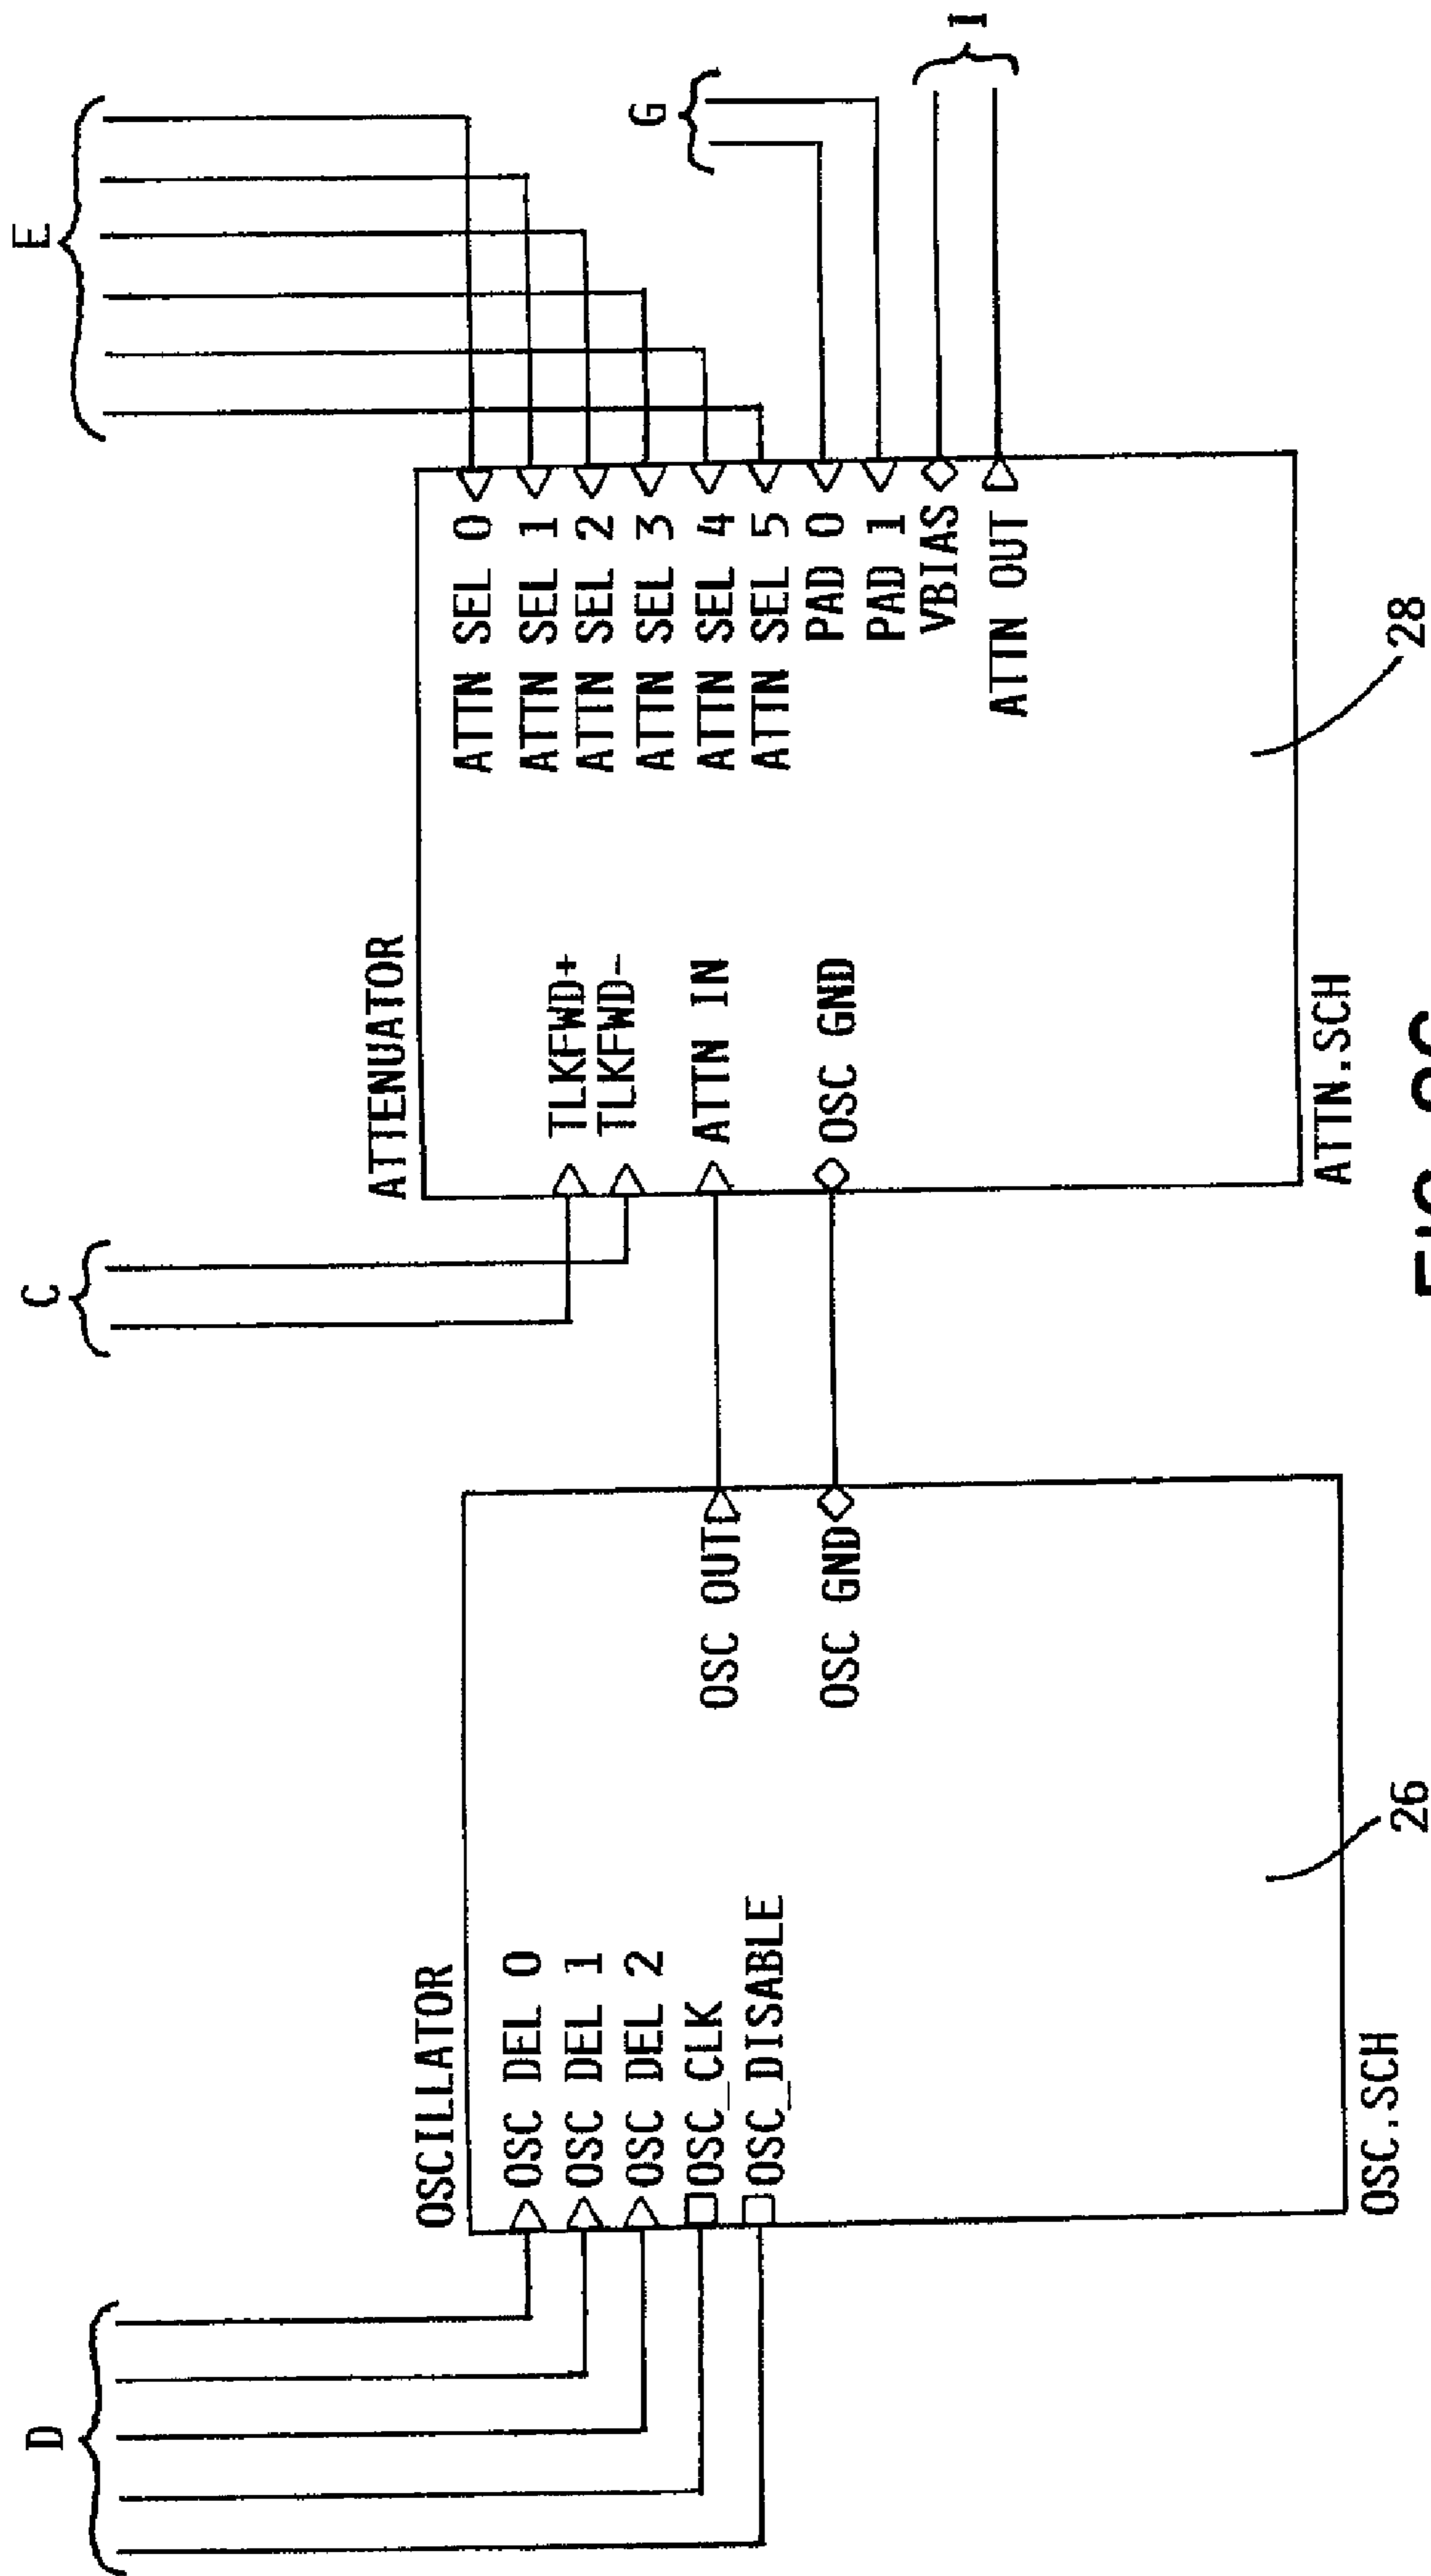 D
C
E
G
I
OSCILLATOR
OSC DEL 0
OSC DEL 1
OSC DEL 2
OSC_CLK
OSC_DISABLE
OSC OUT
OSC GND
OSC.SCH
26
ATTENUATOR
TLKFWD+
TLKFWD-
ATTN IN
OSC GND
ATTN SEL 0
ATTN SEL 1
ATTN SEL 2
ATTN SEL 3
ATTN SEL 4
ATTN SEL 5
PAD 0
PAD 1
VBIAS
ATTN OUT
ATTN.SCH
28